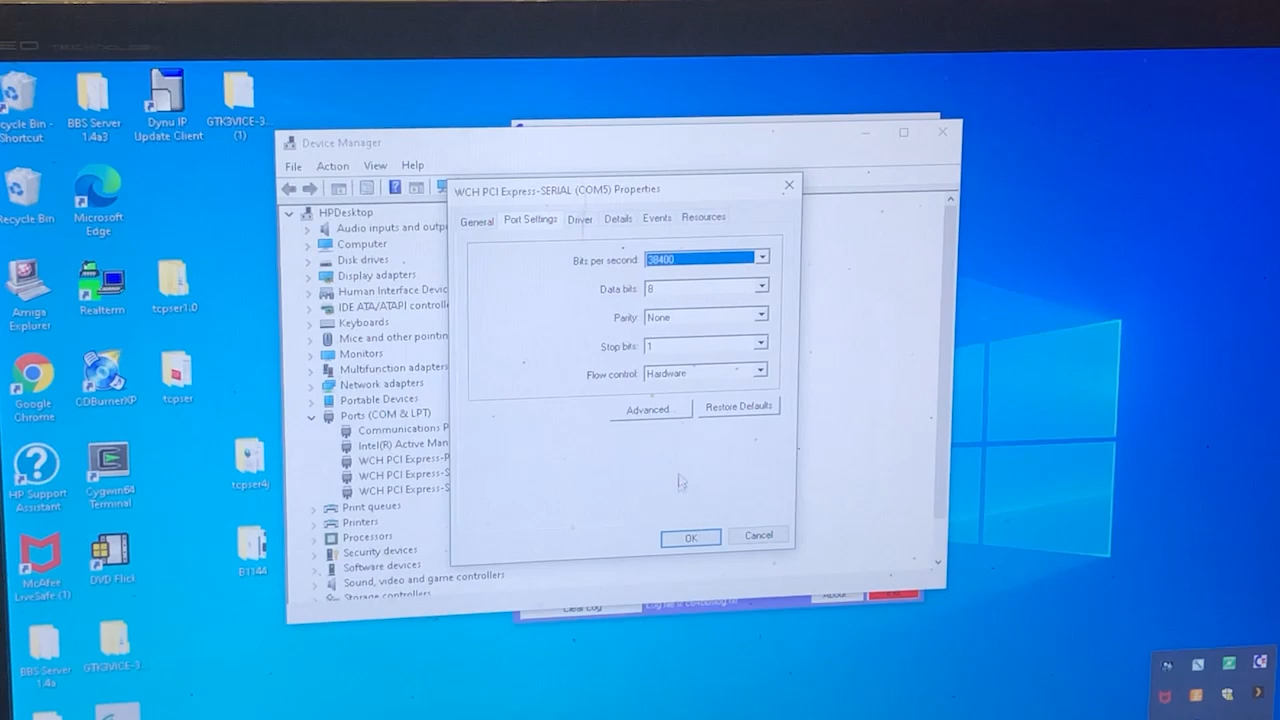 TECHNOLOGY
cycle Bin -
Shortcut
BBS Server
1.4a3
Dynu IP
Update Client
GTK3VICE-3...
(1)
Recycle Bin
Microsoft
Edge
Amiga
Explorer
Realterm
tcpser1.0
Google
Chrome
CDBurnerXP
tcpser
HP Support
Assistant
Cygwin64
Terminal
tcpser4j
McAfee
LiveSafe (1)
DVD Flick
B1144
BBS Server
1.4a
GTK3VICE-3...
Device Manager
File Action View Help
HPDesktop
Audio inputs and outp
Computer
Disk drives
Display adapters
Human Interface Devic
IDE ATA/ATAPI controlle
Keyboards
Mice and other pointin
Monitors
Multifunction adapters
Network adapters
Portable Devices
Ports (COM & LPT)
Communications P
Intel(R) Active Man
WCH PCI Express-P
WCH PCI Express-S
WCH PCI Express-S
Print queues
Printers
Processors
Security devices
Software devices
Sound, video and game controllers
Storage controllers
WCH PCI Express-SERIAL (COM5) Properties
General Port Settings Driver Details Events Resources
Bits per second: 38400
Data bits: 8
Parity: None
Stop bits: 1
Flow control: Hardware
Advanced... Restore Defaults
OK Cancel
Clear Log
About